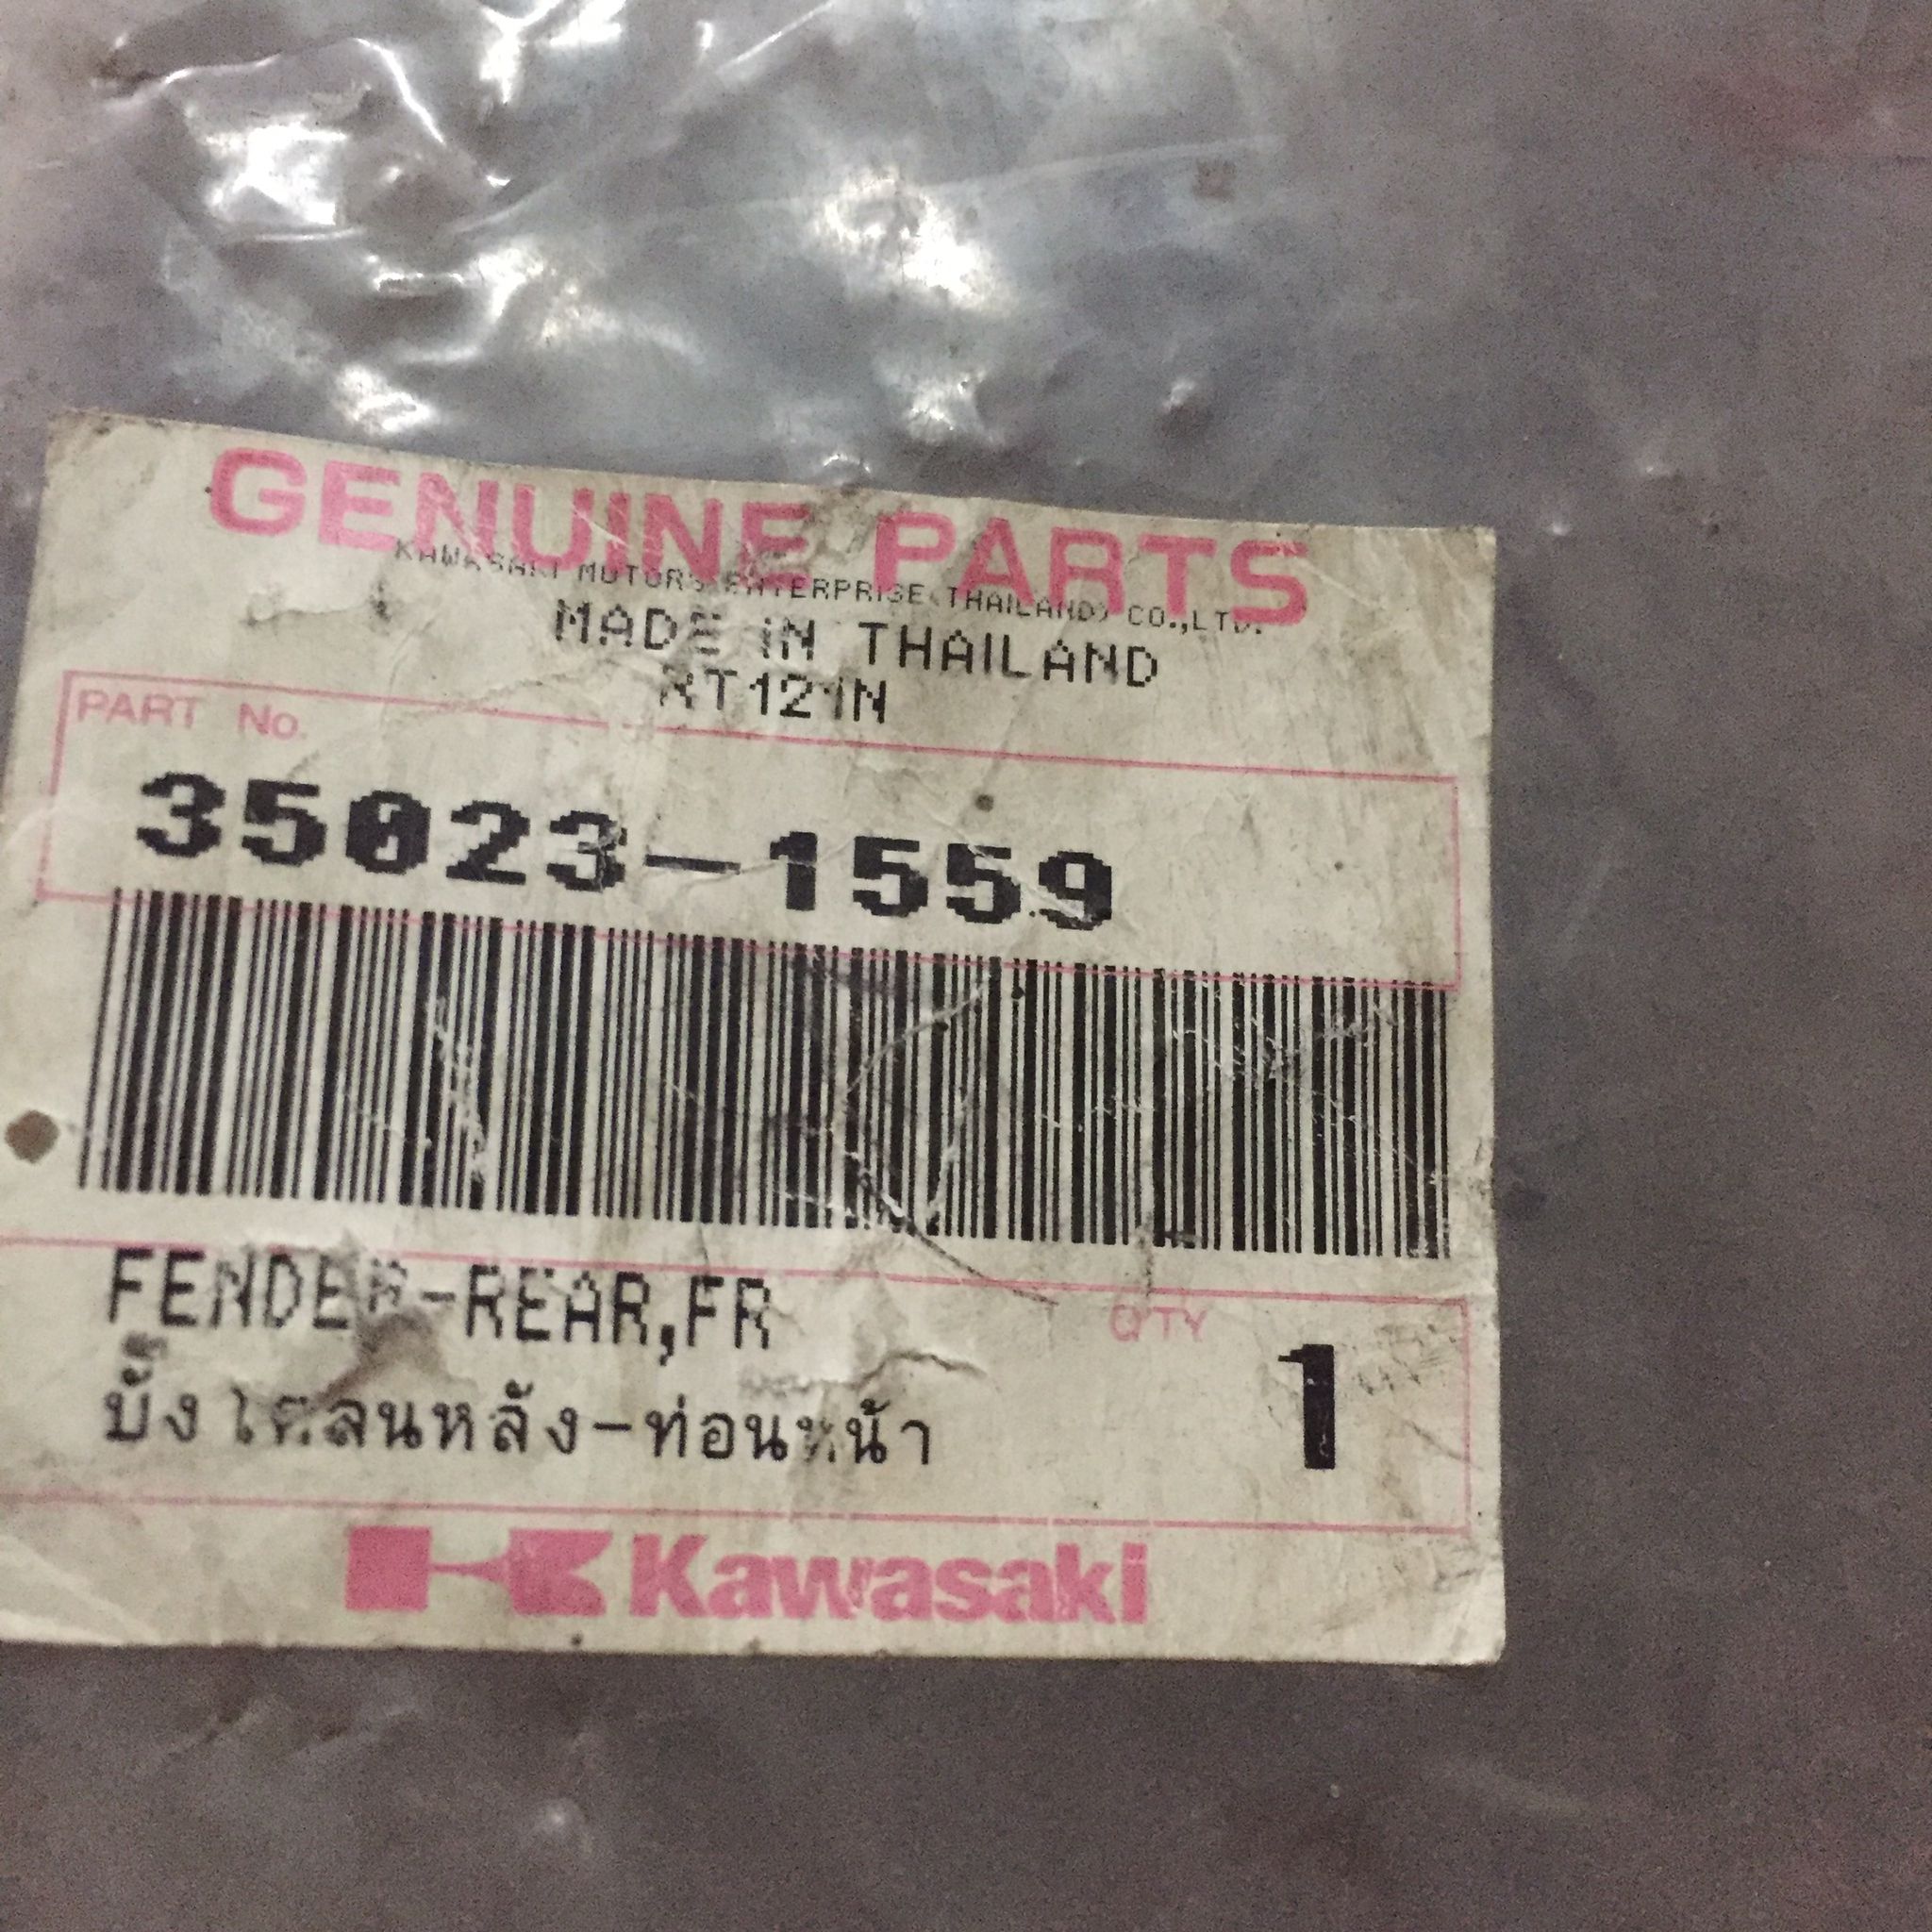 GENUINE PARTS
KAWASAKI MOTORS ENTERPRISE(THAILAND) CO.,LTD.
MADE IN THAILAND
RT121N
PART No.
35023-1559
FENDER-REAR,FR
QTY
1
บังโคลนหลัง-ท่อนหน้า
Kawasaki